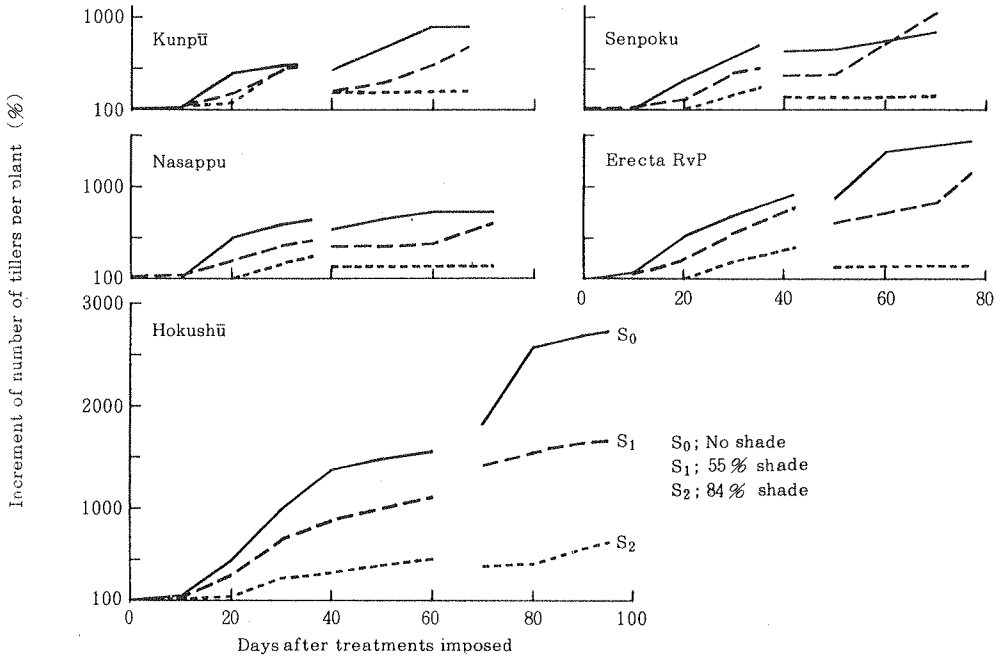 Increment of number of tillers per plant (%)
1000
100
Kunpū
Senpoku
1000
100
Nasappu
Erecta RvP
0 20 40 60 80
3000
2000
1000
100
Hokushū
S0
S1
S2
S0; No shade
S1; 55% shade
S2; 84% shade
0 20 40 60 80 100
Days after treatments imposed